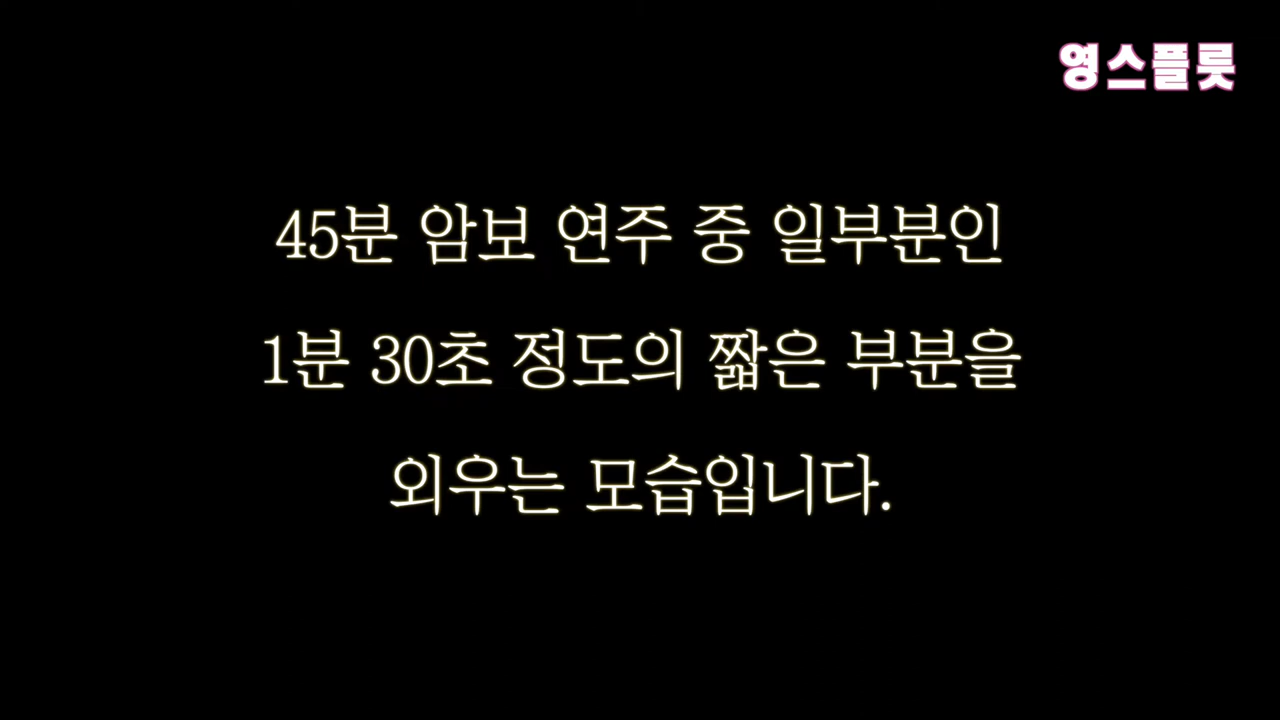 영스플룻
45분 암보 연주 중 일부분인
1분 30초 정도의 짧은 부분을
외우는 모습입니다.